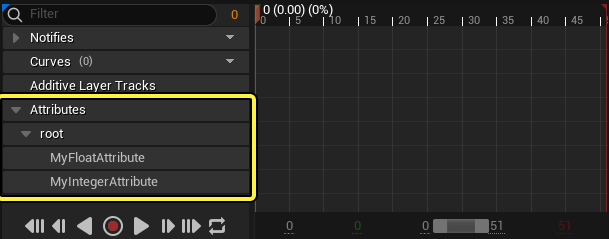 Filter 0
0 (0.00) (0%)
0 5 10 15 20 25 30 35 40 45 50
Notifies
Curves (0)
Additive Layer Tracks
Attributes
root
MyFloatAttribute
MyIntegerAttribute
0 0 0 51 51